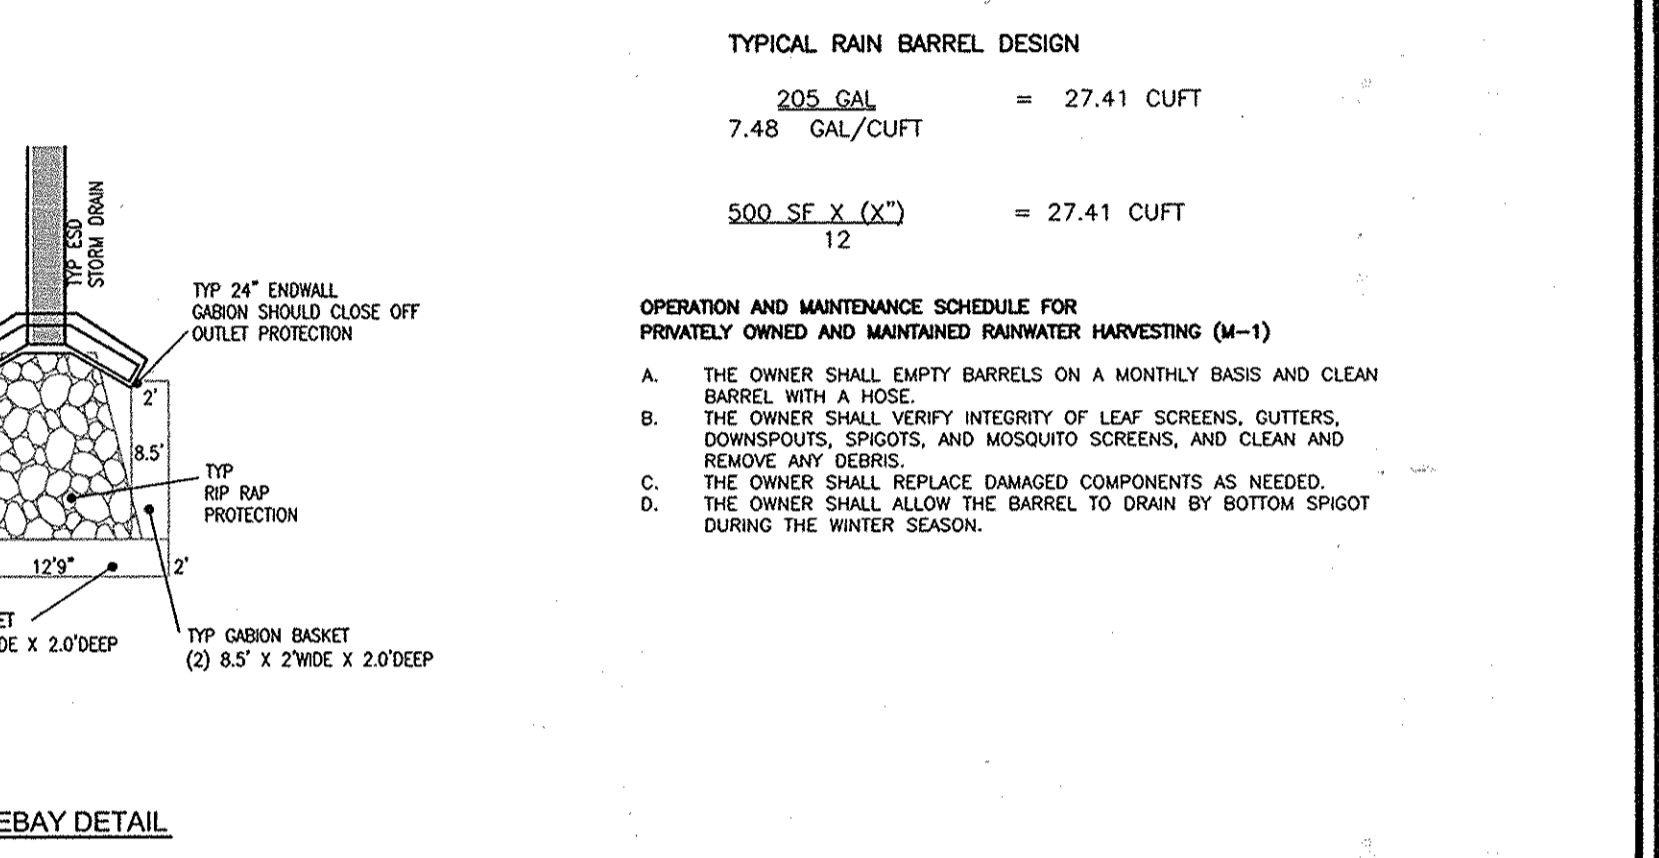 TYPICAL RAIN BARREL DESIGN
205 GAL = 27.41 CUFT
7.48 GAL/CUFT
500 SF X (X") = 27.41 CUFT
12
OPERATION AND MAINTENANCE SCHEDULE FOR
PRIVATELY OWNED AND MAINTAINED RAINWATER HARVESTING (M-1)
A. THE OWNER SHALL EMPTY BARRELS ON A MONTHLY BASIS AND CLEAN
BARREL WITH A HOSE.
B. THE OWNER SHALL VERIFY INTEGRITY OF LEAF SCREENS, GUTTERS,
DOWNSPOUTS, SPIGOTS, AND MOSQUITO SCREENS, AND CLEAN AND
REMOVE ANY DEBRIS.
C. THE OWNER SHALL REPLACE DAMAGED COMPONENTS AS NEEDED.
D. THE OWNER SHALL ALLOW THE BARREL TO DRAIN BY BOTTOM SPIGOT
DURING THE WINTER SEASON.
TYP ESD
STORM DRAIN
TYP 24" ENDWALL
GABION SHOULD CLOSE OFF
OUTLET PROTECTION
2'
8.5'
TYP
RIP RAP
PROTECTION
12'9"
2'
ET
DE X 2.0'DEEP
TYP GABION BASKET
(2) 8.5' X 2'WIDE X 2.0'DEEP
EBAY DETAIL